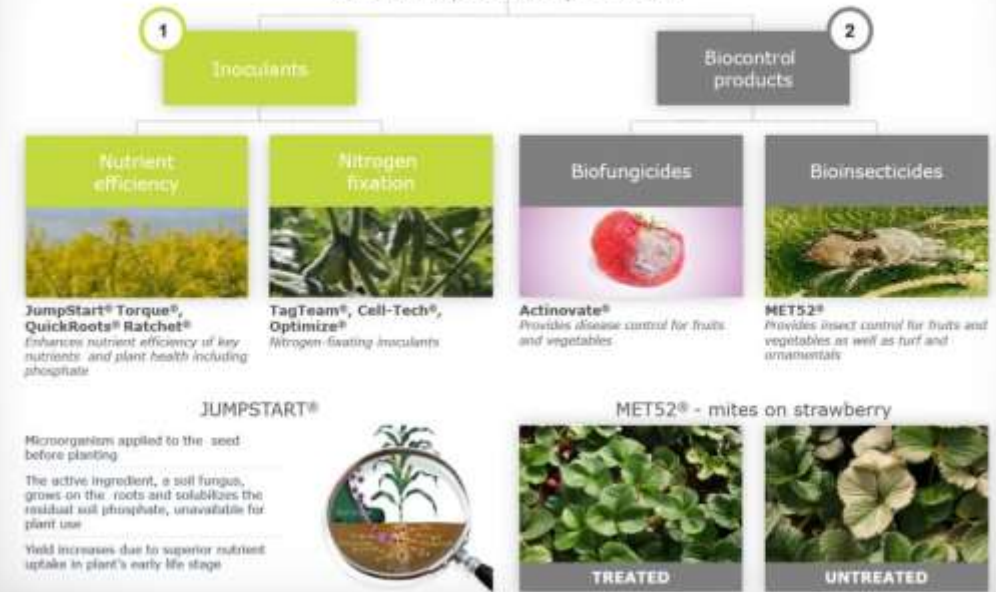 1
Inoculants
2
Biocontrol
products
Nutrient
efficiency
Nitrogen
fixation
Biofungicides
Bioinsecticides
JumpStart® Torque®,
QuickRoots® Ratchet®
Enhances nutrient efficiency of key
nutrients and plant health including
phosphate
TagTeam®, Cell-Tech®,
Optimize®
Nitrogen-fixating inoculants
Actinovate®
Provides disease control for fruits
and vegetables
MET52®
Provides insect control for fruits and
vegetables as well as turf and
ornamentals
JUMPSTART®
Microorganism applied to the seed
before planting
The active ingredient, a soil fungus,
grows on the roots and solubilizes the
residual soil phosphate, unavailable for
plant use
Yield increases due to superior nutrient
uptake in plant's early life stage
MET52® - mites on strawberry
TREATED
UNTREATED